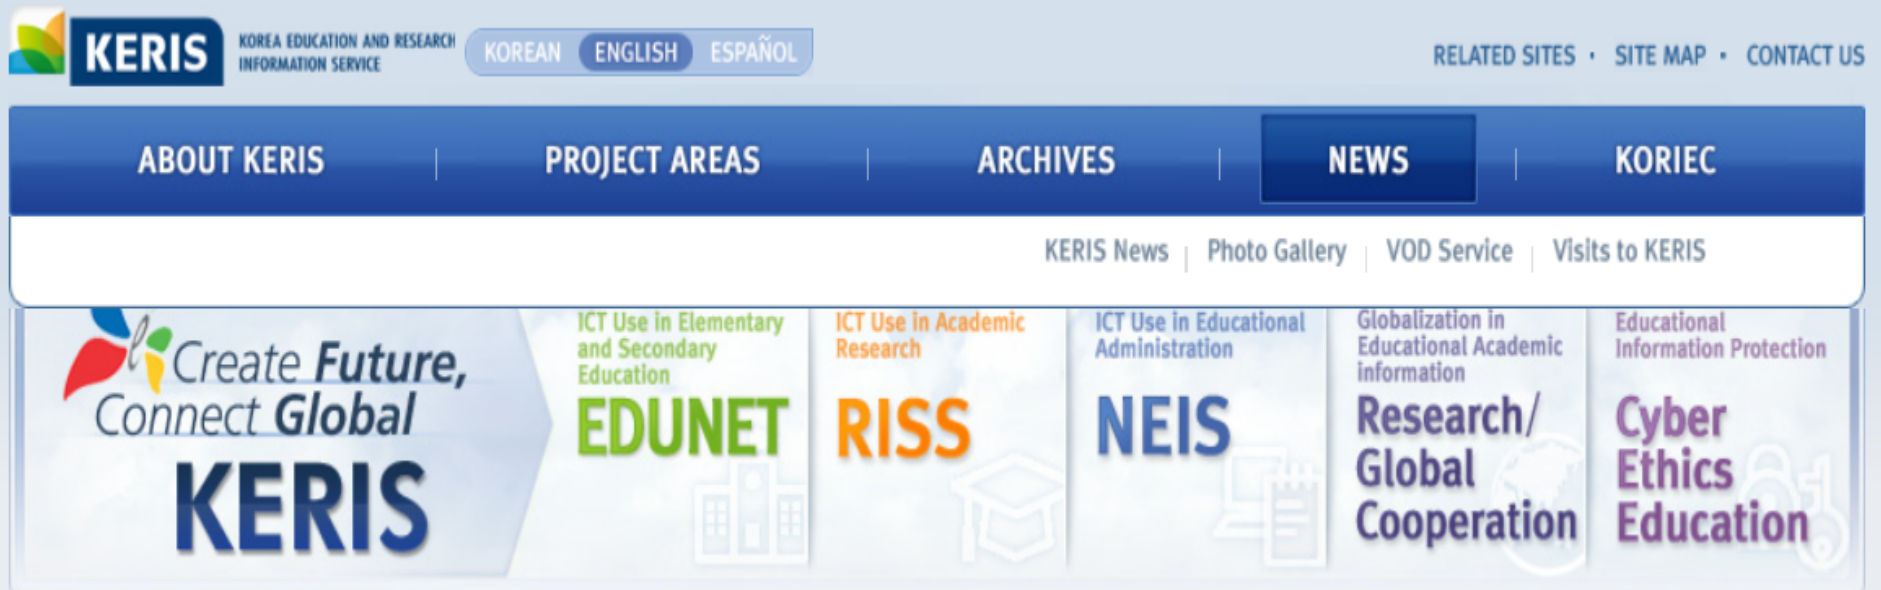 KERIS
KOREA EDUCATION AND RESEARCH
INFORMATION SERVICE
KOREAN ENGLISH ESPAÑOL
RELATED SITES · SITE MAP · CONTACT US
ABOUT KERIS | PROJECT AREAS | ARCHIVES | NEWS | KORIEC
KERIS News | Photo Gallery | VOD Service | Visits to KERIS
Create Future,
Connect Global
KERIS
ICT Use in Elementary
and Secondary
Education
EDUNET
ICT Use in Academic
Research
RISS
ICT Use in Educational
Administration
NEIS
Globalization in
Educational Academic
information
Research/
Global
Cooperation
Educational
Information Protection
Cyber
Ethics
Education